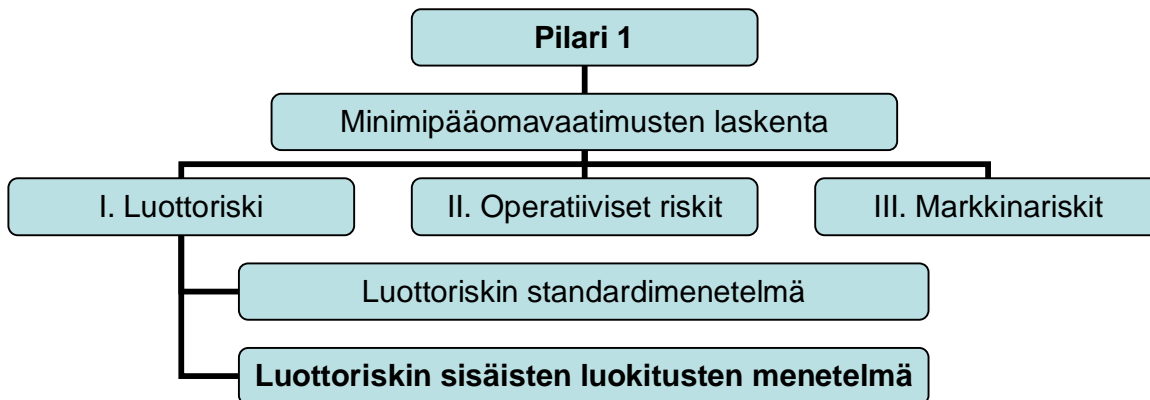 Pilari 1
Minimipääomavaatimusten laskenta
I. Luottoriski
II. Operatiiviset riskit
III. Markkinariskit
Luottoriskin standardimenetelmä
Luottoriskin sisäisten luokitusten menetelmä